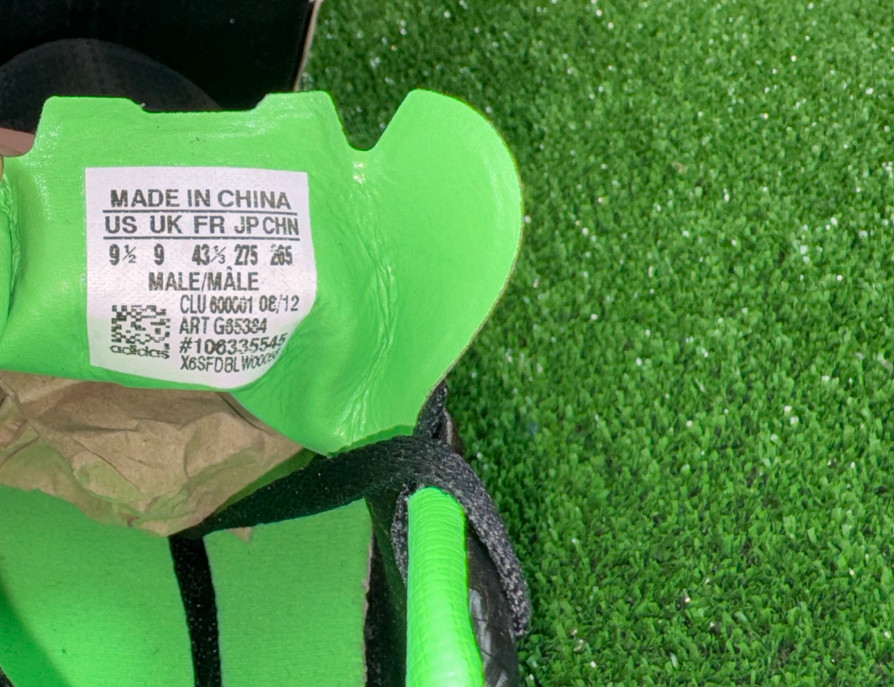 MADE IN CHINA
US UK FR JP CHN
9½ 9 43⅓ 275 265
MALE/MÂLE
CLU 600001 08/12
ART G65384
#106335545
adidas